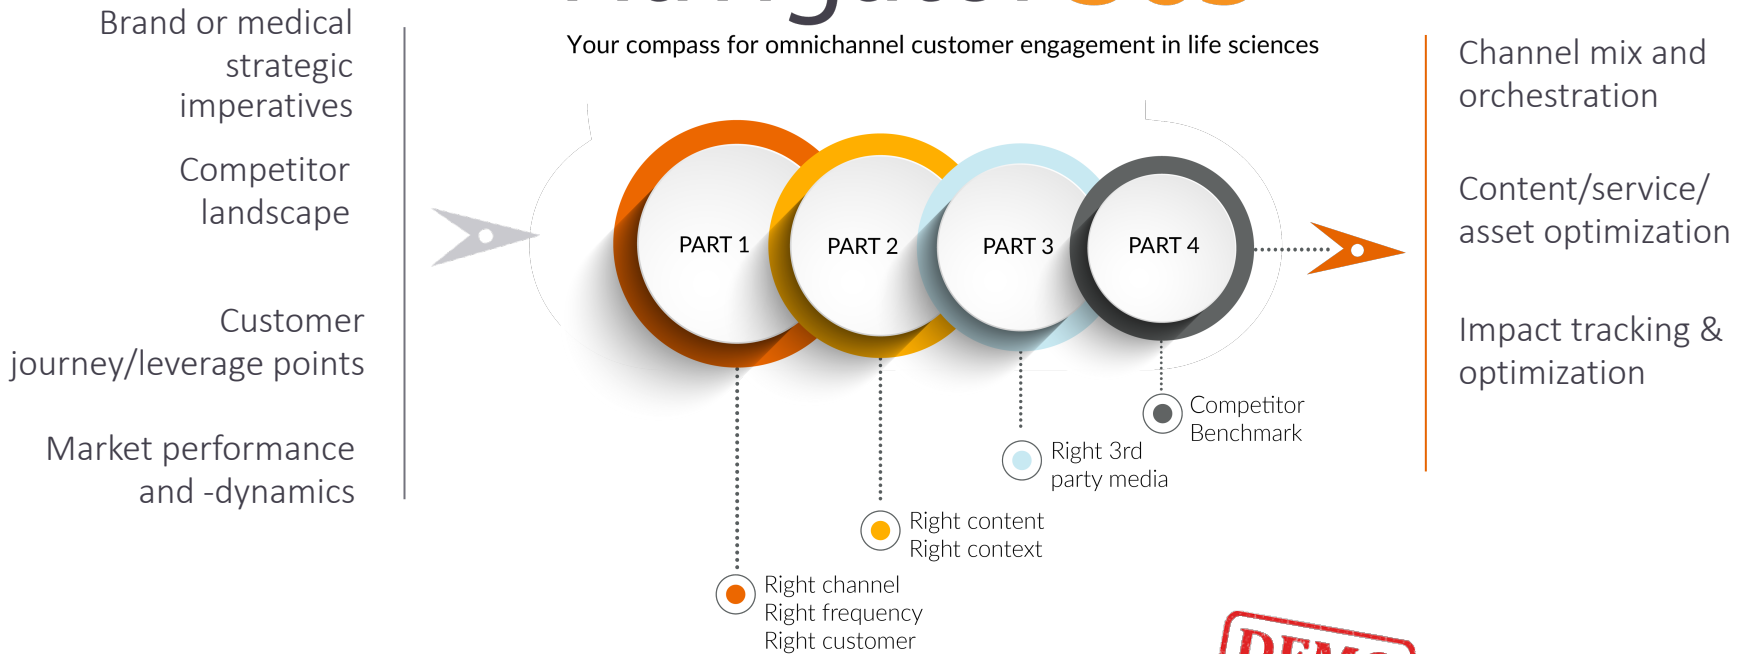 Brand or medical
strategic
imperatives
Competitor
landscape
Customer
journey/leverage points
Market performance
and -dynamics
Your compass for omnichannel customer engagement in life sciences
PART 1
PART 2
PART 3
PART 4
Competitor
Benchmark
Right 3rd
party media
Right content
Right context
Right channel
Right frequency
Right customer
Channel mix and
orchestration
Content/service/
asset optimization
Impact tracking &
optimization